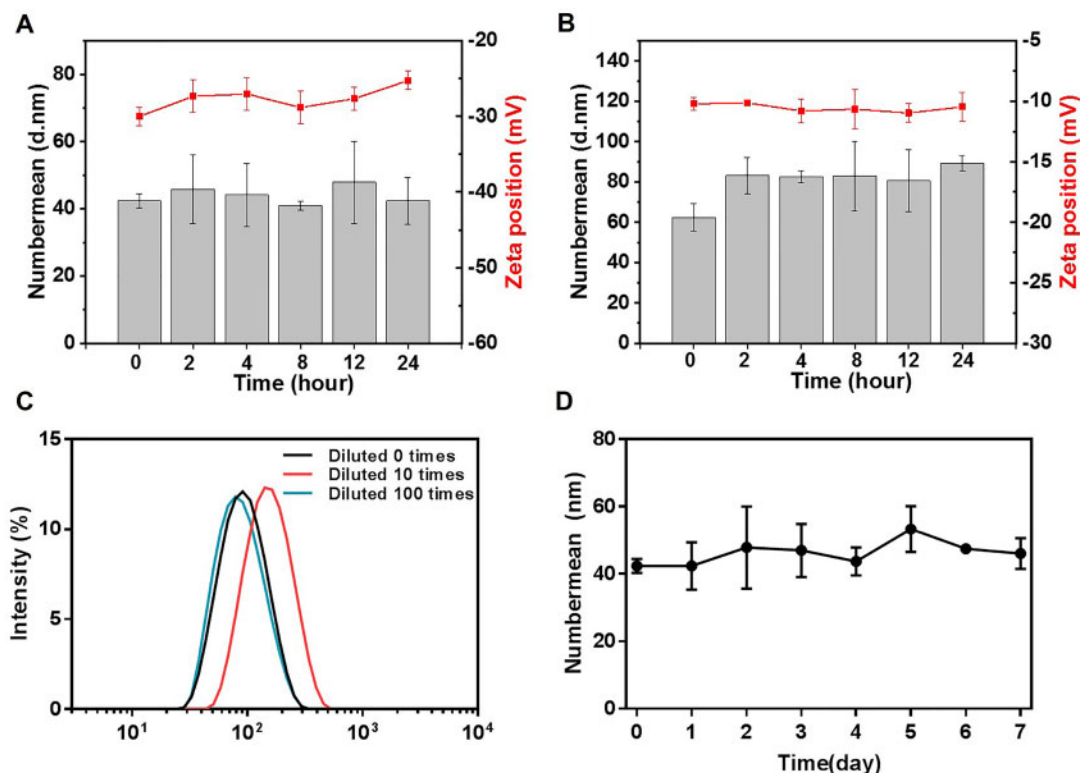 A
Numbermean (d.nm)
80
60
40
20
0
-20
-30
-40
-50
-60
Zeta position (mV)
0 2 4 8 12 24
Time (hour)
B
Numbermean (d.nm)
140
120
100
80
60
40
20
0
-5
-10
-15
-20
-25
-30
Zeta position (mV)
0 2 4 8 12 24
Time (hour)
C
Intensity (%)
15
10
5
0
Diluted 0 times
Diluted 10 times
Diluted 100 times
10¹ 10² 10³ 10⁴
D
Numbermean (nm)
80
60
40
20
0
0 1 2 3 4 5 6 7
Time(day)